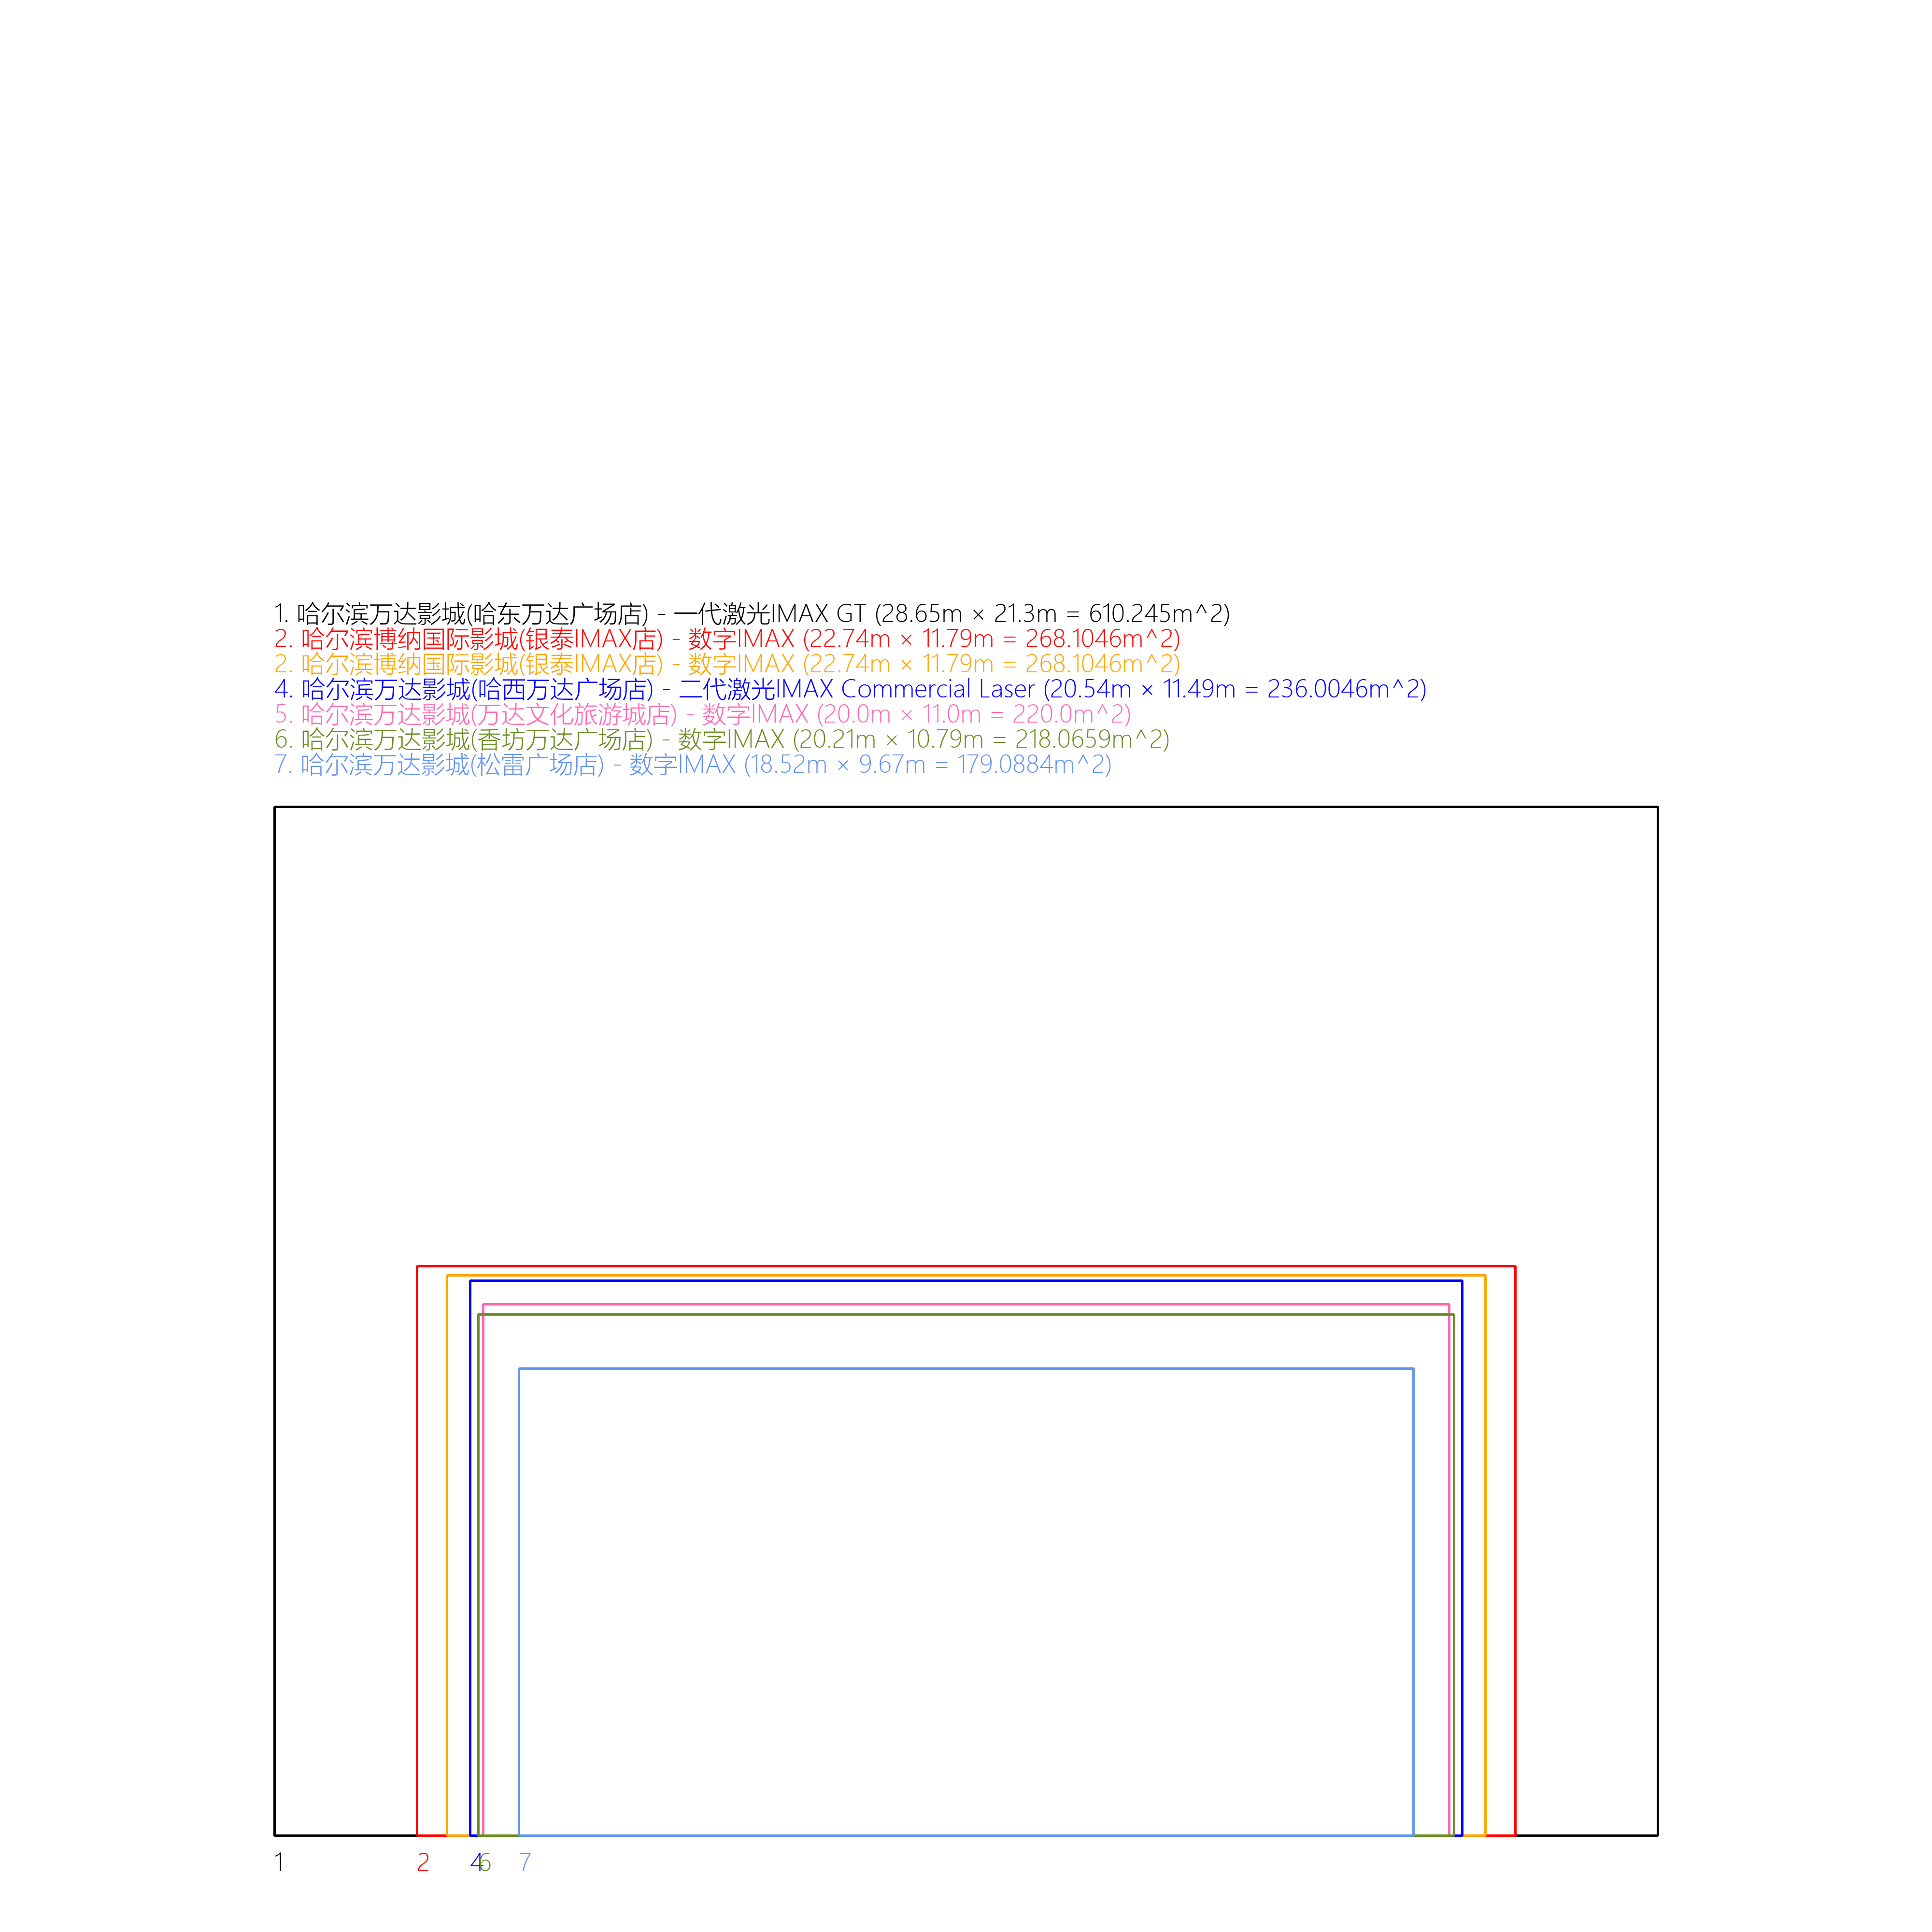 1. 哈尔滨万达影城(哈东万达广场店) - 一代激光IMAX GT (28.65m × 21.3m = 610.245m^2)
2. 哈尔滨博纳国际影城(银泰IMAX店) - 数字IMAX (22.74m × 11.79m = 268.1046m^2)
2. 哈尔滨博纳国际影城(银泰IMAX店) - 数字IMAX (22.74m × 11.79m = 268.1046m^2)
4. 哈尔滨万达影城(哈西万达广场店) - 二代激光IMAX Commercial Laser (20.54m × 11.49m = 236.0046m^2)
5. 哈尔滨万达影城(万达文化旅游城店) - 数字IMAX (20.0m × 11.0m = 220.0m^2)
6. 哈尔滨万达影城(香坊万达广场店) - 数字IMAX (20.21m × 10.79m = 218.0659m^2)
7. 哈尔滨万达影城(松雷广场店) - 数字IMAX (18.52m × 9.67m = 179.0884m^2)
1 2 4 6 7